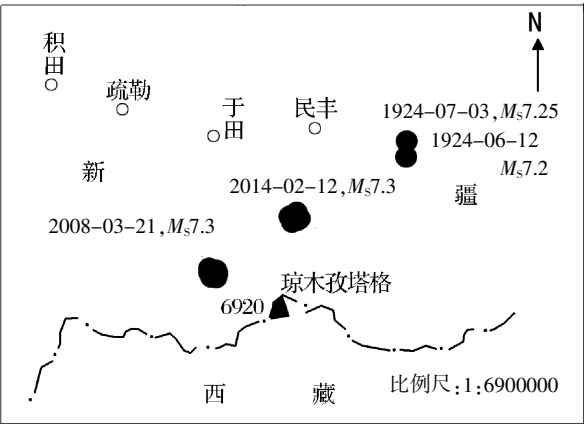 N
积田
疏勒
于田
民丰
1924-07-03,MS7.25
1924-06-12
MS7.2
新
疆
2014-02-12,MS7.3
2008-03-21,MS7.3
琼木孜塔格
6920
西
藏
比例尺:1:6900000